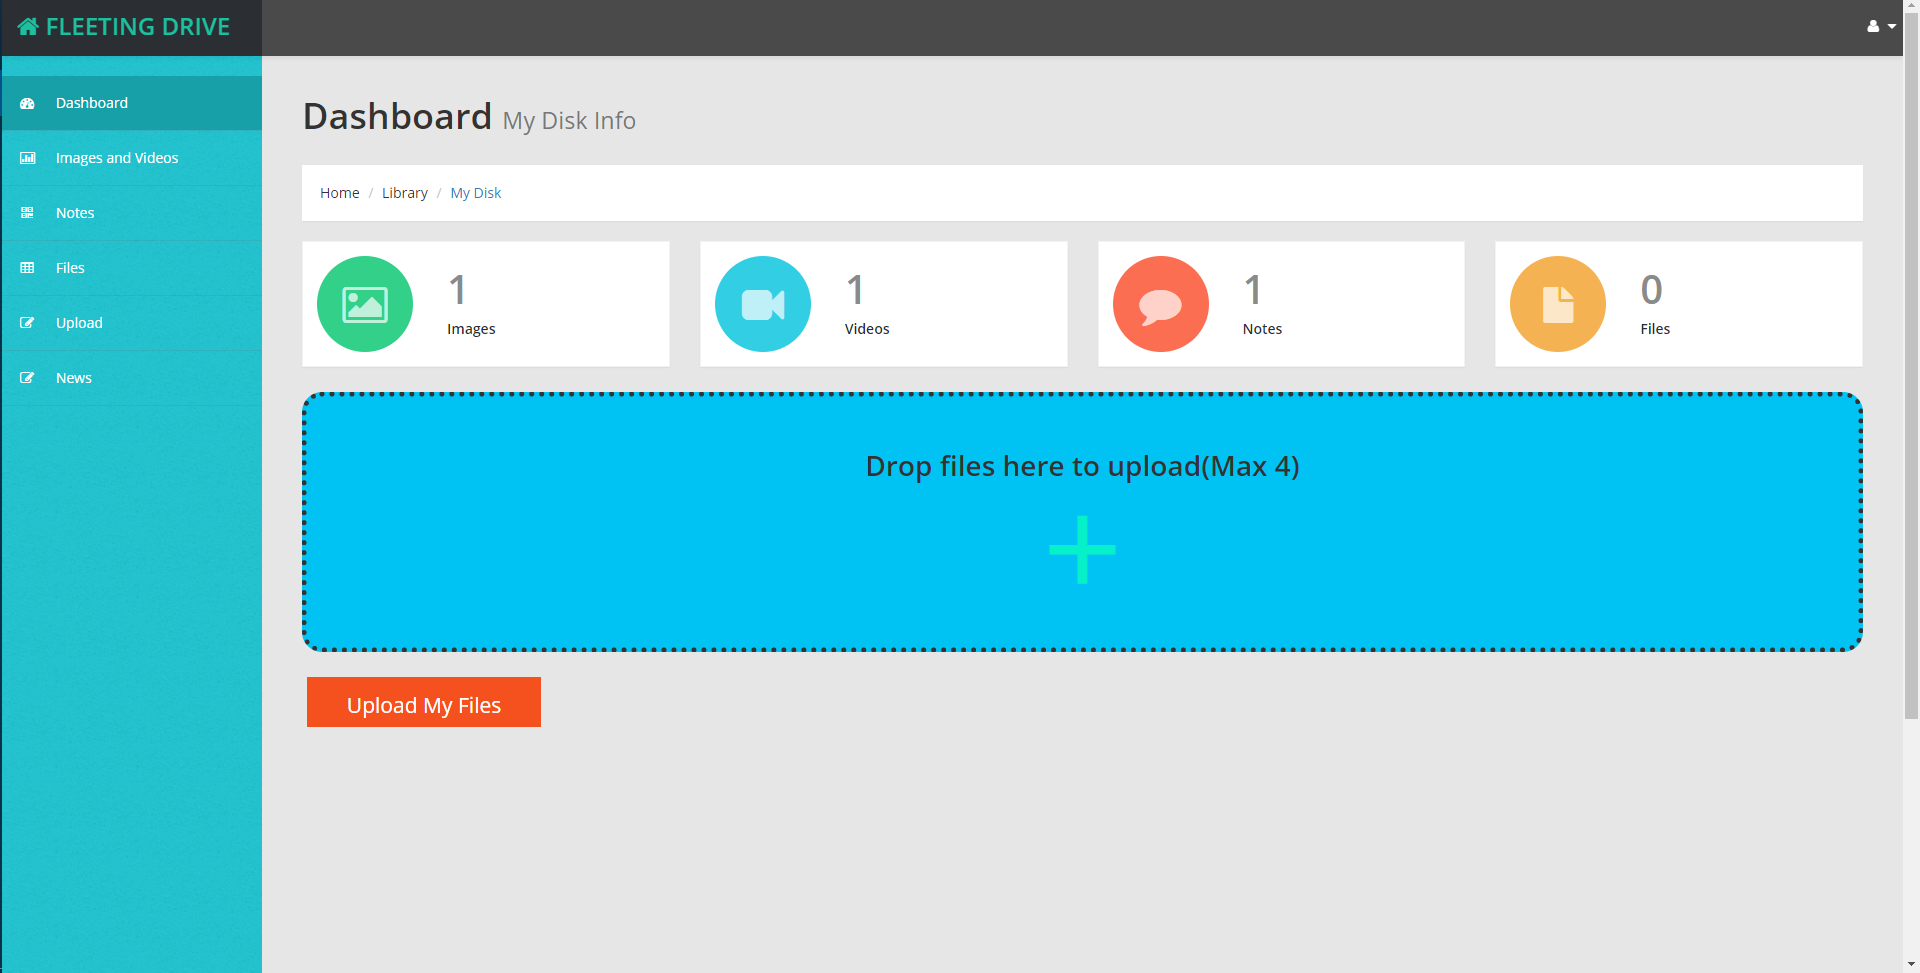 FLEETING DRIVE
Dashboard
Images and Videos
Notes
Files
Upload
News
Dashboard My Disk Info
Home / Library / My Disk
1
Images
1
Videos
1
Notes
0
Files
Drop files here to upload(Max 4)
Upload My Files